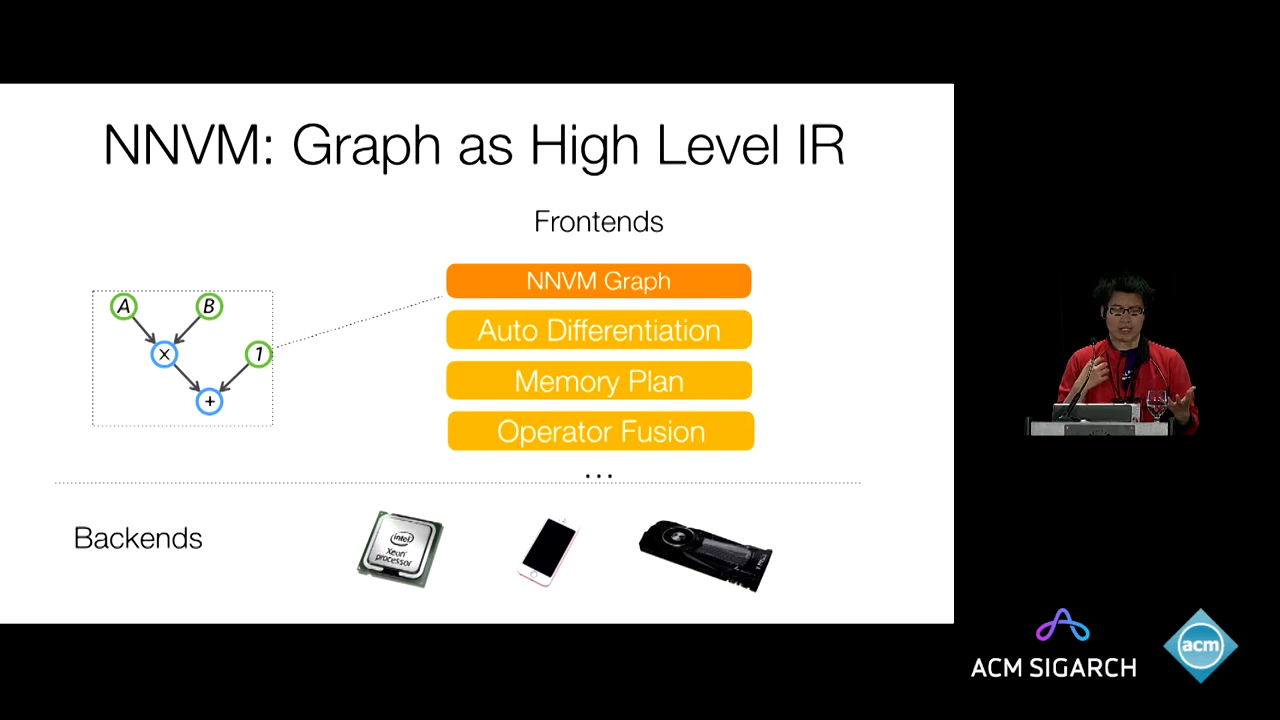 NNVM: Graph as High Level IR
Frontends
NNVM Graph
Auto Differentiation
Memory Plan
Operator Fusion
...
A
B
x
1
+
Backends
intel
Xeon
processor
ACM SIGARCH
acm